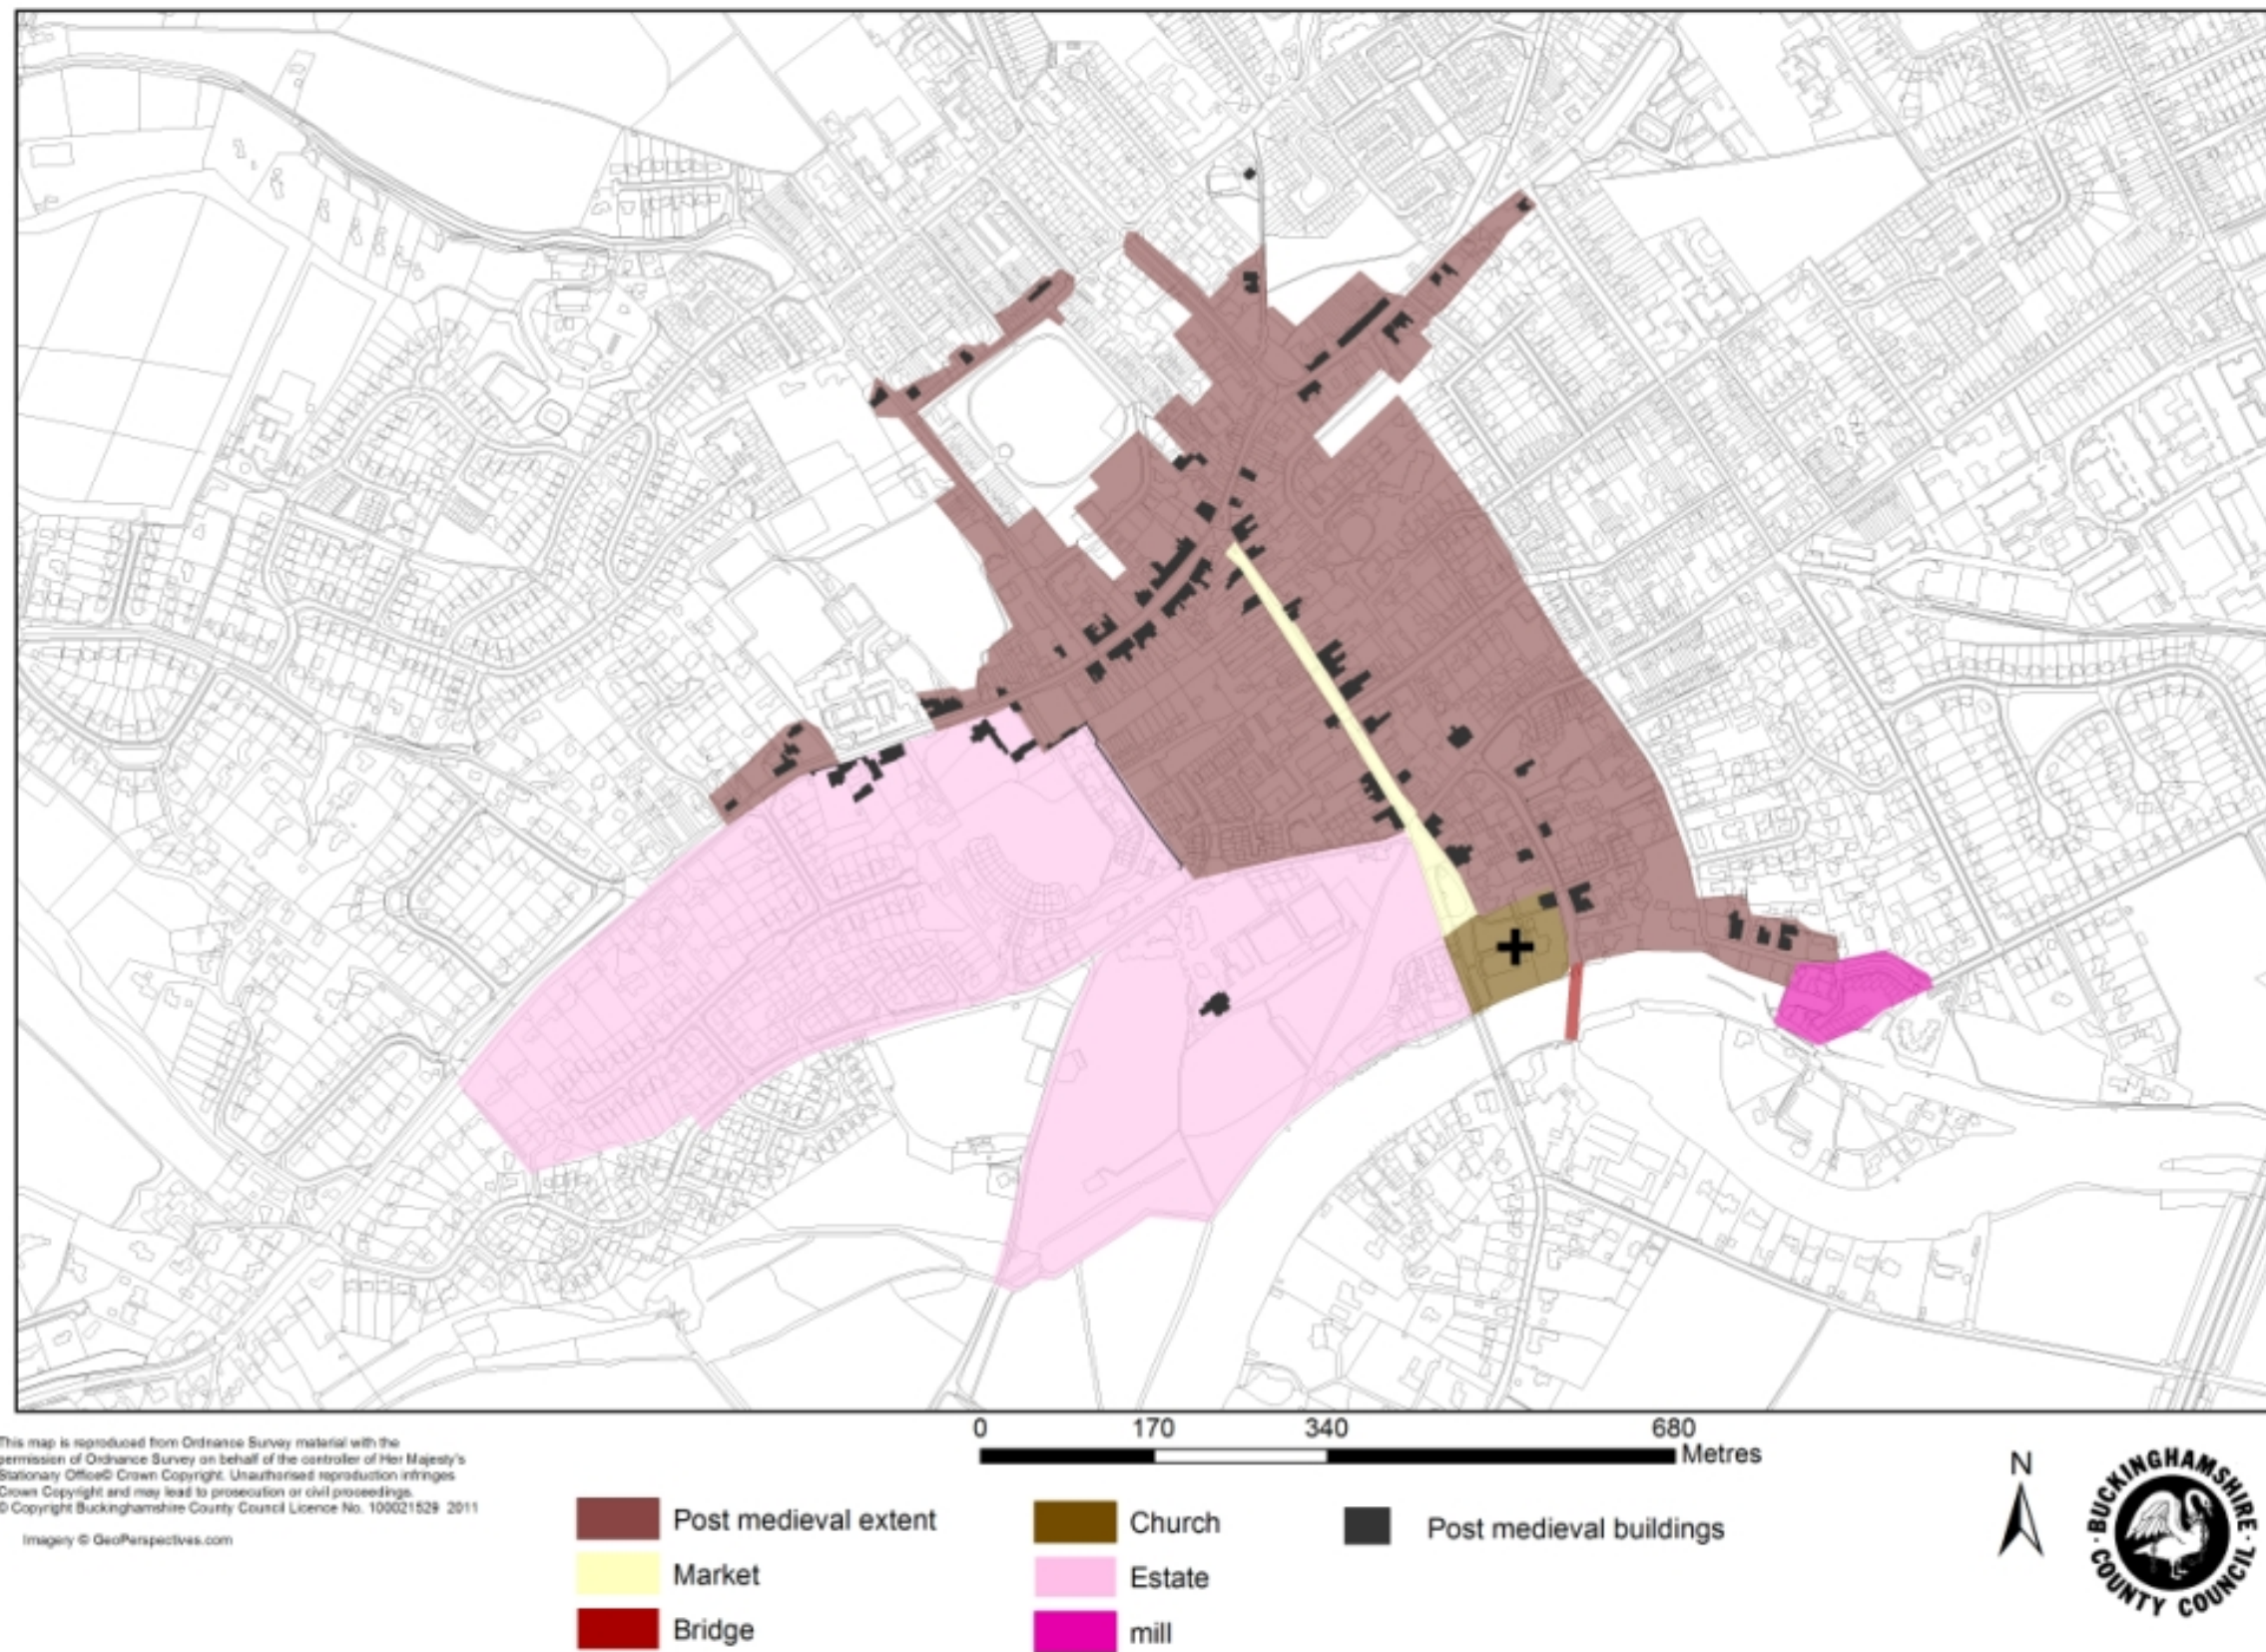 0 170 340 680
Metres
This map is reproduced from Ordnance Survey material with the
permission of Ordnance Survey on behalf of the controller of Her Majesty's
Stationary Office© Crown Copyright. Unauthorised reproduction infringes
Crown Copyright and may lead to prosecution or civil proceedings.
© Copyright Buckinghamshire County Council Licence No. 100021529 2011
Imagery © GeoPerspectives.com
Post medieval extent
Market
Bridge
Church
Estate
mill
Post medieval buildings
N
·BUCKINGHAMSHIRE·
COUNTY COUNCIL